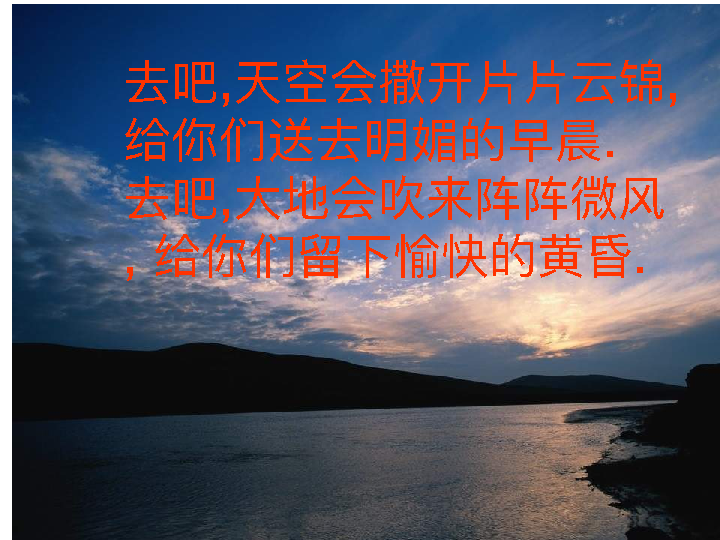 去吧,天空会撒开片片云锦,
给你们送去明媚的早晨.
去吧,大地会吹来阵阵微风
, 给你们留下愉快的黄昏.